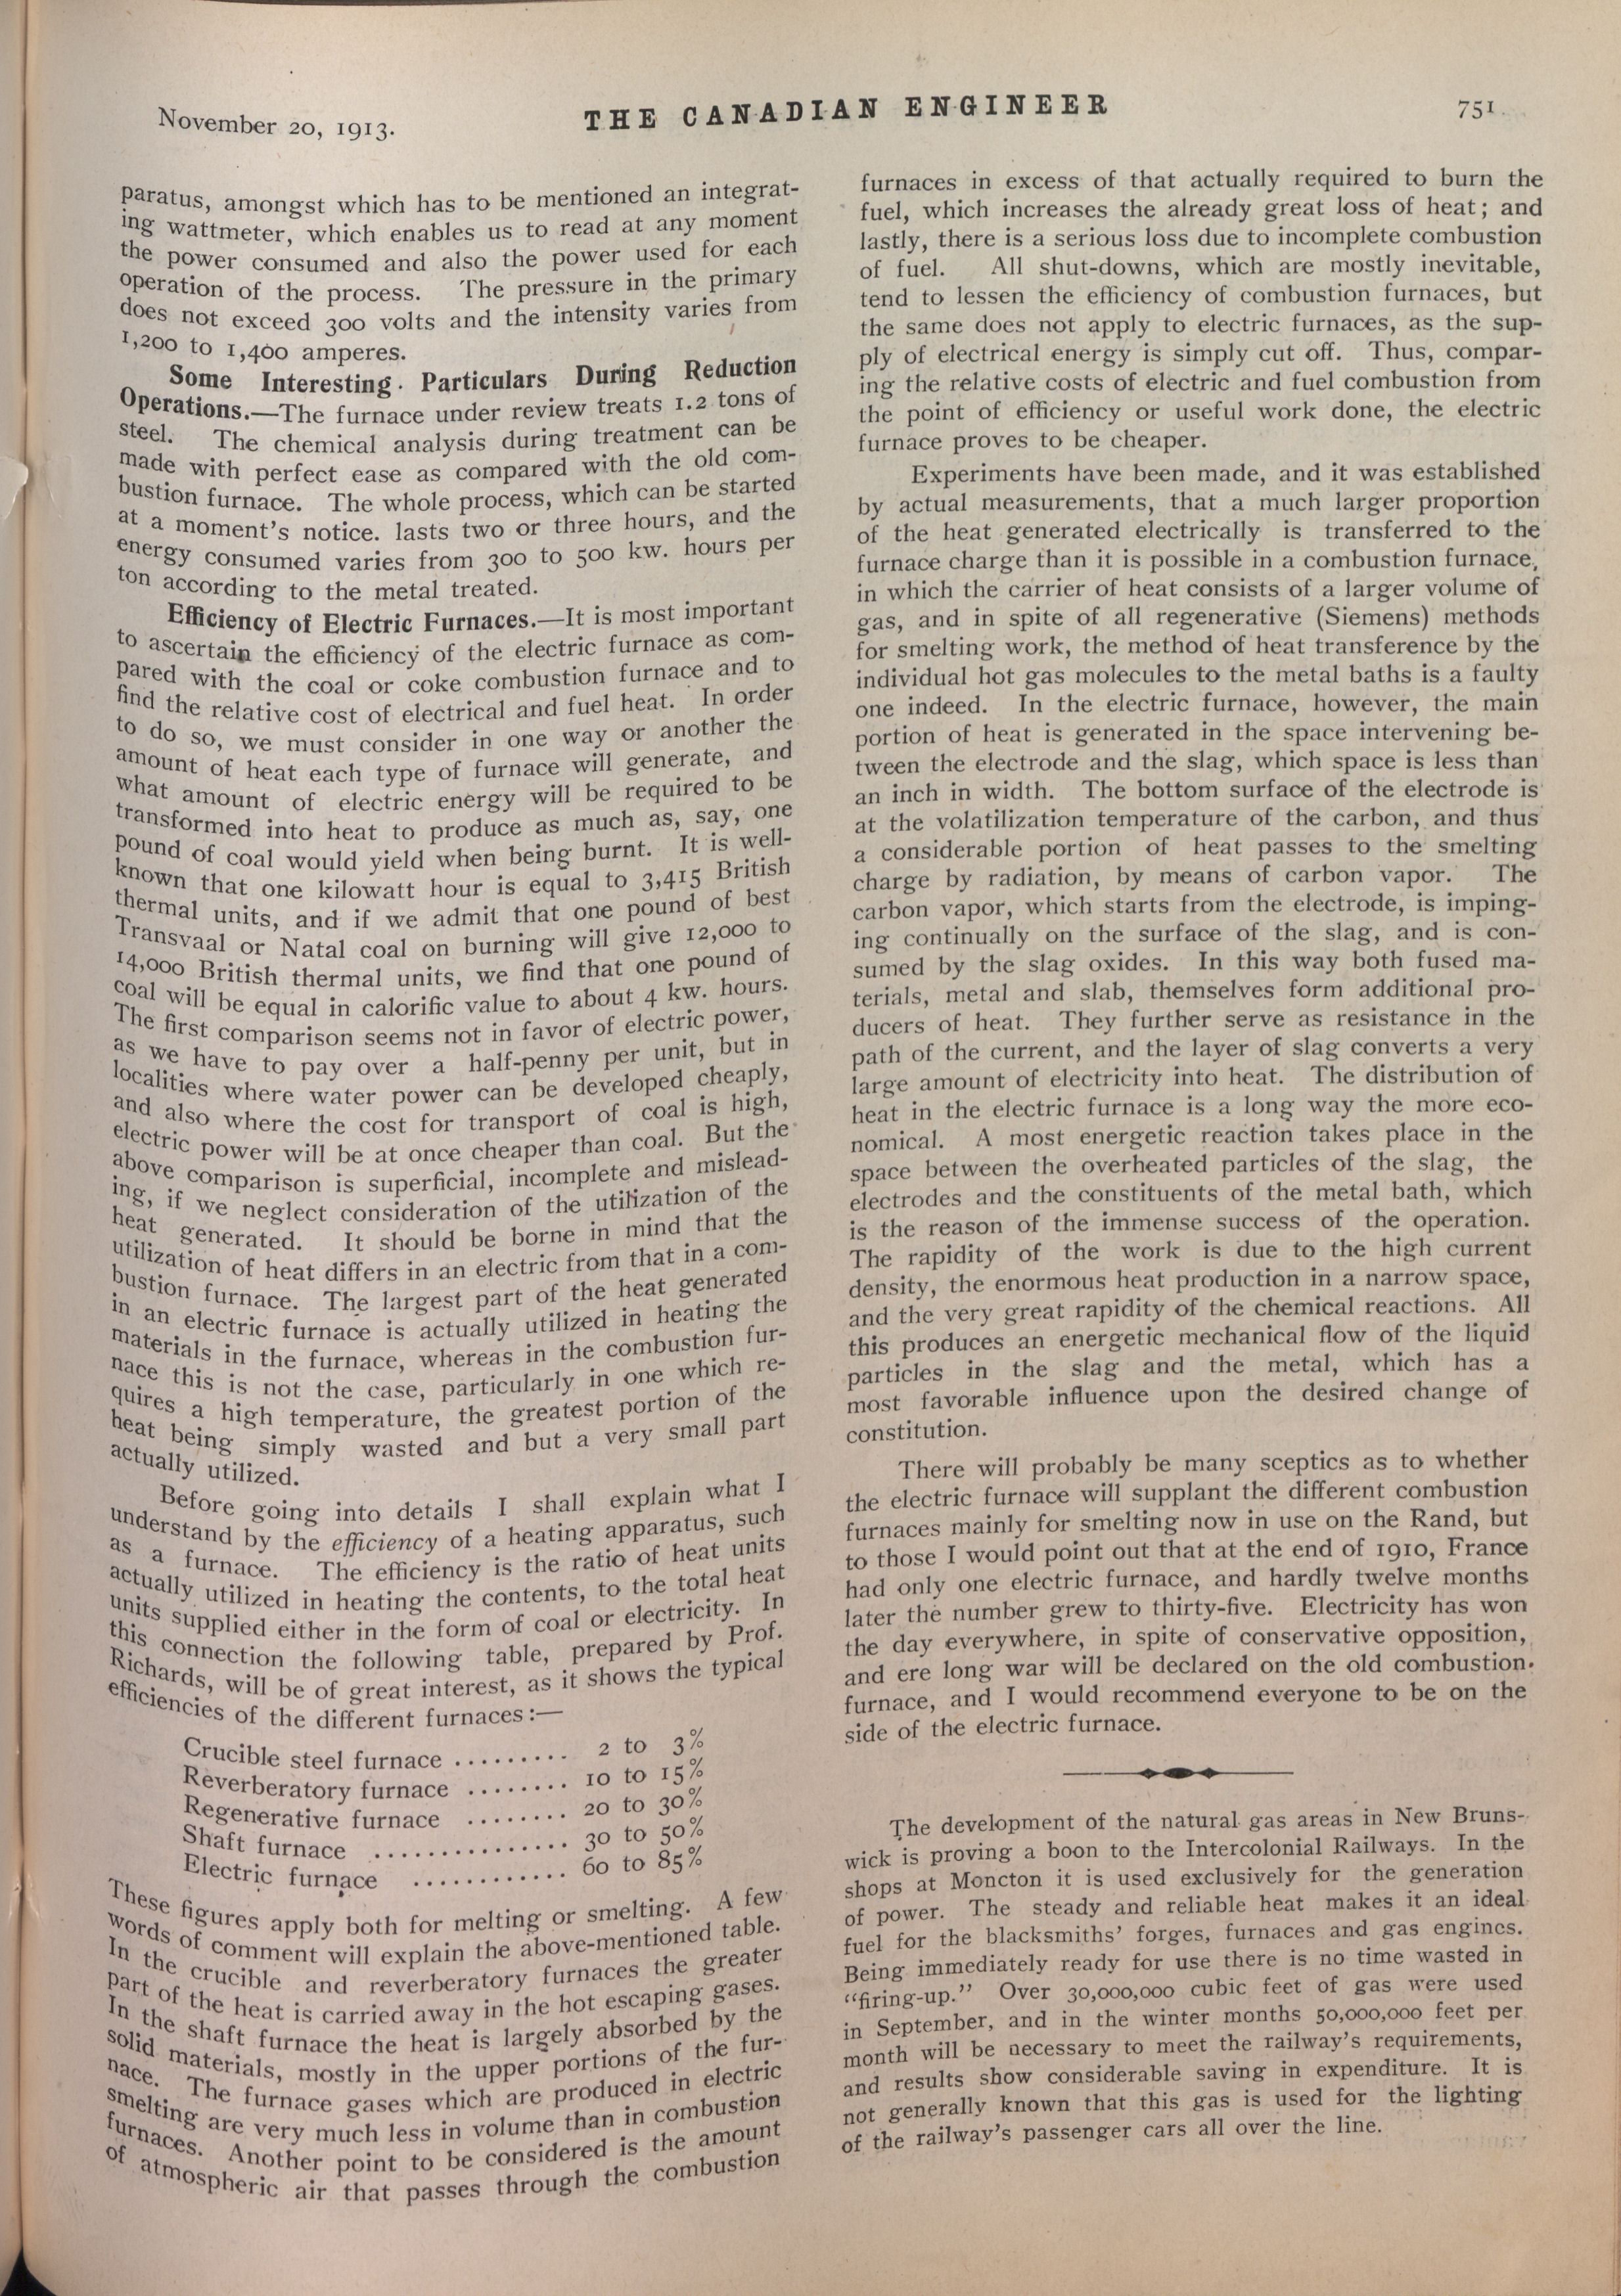 November 20, 1913.
THE CANADIAN ENGINEER
751
paratus, amongst which has to be mentioned an integrat-
ing wattmeter, which enables us to read at any moment
the power consumed and also the power used for each
operation of the process. The pressure in the primary
does not exceed 300 volts and the intensity varies from
1,200 to 1,400 amperes.
Some Interesting Particulars During Reduction
Operations.—The furnace under review treats 1.2 tons of
steel. The chemical analysis during treatment can be
made with perfect ease as compared with the old com-
bustion furnace. The whole process, which can be started
at a moment's notice. lasts two or three hours, and the
energy consumed varies from 300 to 500 kw. hours per
ton according to the metal treated.
Efficiency of Electric Furnaces.—It is most important
to ascertain the efficiency of the electric furnace as com-
pared with the coal or coke combustion furnace and to
find the relative cost of electrical and fuel heat. In order
to do so, we must consider in one way or another the
amount of heat each type of furnace will generate, and
what amount of electric energy will be required to be
transformed into heat to produce as much as, say, one
pound of coal would yield when being burnt. It is well-
known that one kilowatt hour is equal to 3,415 British
thermal units, and if we admit that one pound of best
Transvaal or Natal coal on burning will give 12,000 to
14,000 British thermal units, we find that one pound of
coal will be equal in calorific value to about 4 kw. hours.
The first comparison seems not in favor of electric power,
as we have to pay over a half-penny per unit, but in
localities where water power can be developed cheaply,
and also where the cost for transport of coal is high,
electric power will be at once cheaper than coal. But the
above comparison is superficial, incomplete and mislead-
ing, if we neglect consideration of the utilization of the
heat generated. It should be borne in mind that the
utilization of heat differs in an electric from that in a com-
bustion furnace. The largest part of the heat generated
in an electric furnace is actually utilized in heating the
materials in the furnace, whereas in the combustion fur-
nace this is not the case, particularly in one which re-
quires a high temperature, the greatest portion of the
heat being simply wasted and but a very small part
actually utilized.
Before going into details I shall explain what I
understand by the efficiency of a heating apparatus, such
as a furnace. The efficiency is the ratio of heat units
actually utilized in heating the contents, to the total heat
units supplied either in the form of coal or electricity. In
this connection the following table, prepared by Prof.
Richards, will be of great interest, as it shows the typical
efficiencies of the different furnaces:—
Crucible steel furnace ......... 2 to 3%
Reverberatory furnace ........ 10 to 15%
Regenerative furnace ........ 20 to 30%
Shaft furnace ............... 30 to 50%
Electric furnace ............ 60 to 85%
These figures apply both for melting or smelting. A few
words of comment will explain the above-mentioned table.
In the crucible and reverberatory furnaces the greater
part of the heat is carried away in the hot escaping gases.
In the shaft furnace the heat is largely absorbed by the
solid materials, mostly in the upper portions of the fur-
nace. The furnace gases which are produced in electric
smelting are very much less in volume than in combustion
furnaces. Another point to be considered is the amount
of atmospheric air that passes through the combustion
furnaces in excess of that actually required to burn the
fuel, which increases the already great loss of heat; and
lastly, there is a serious loss due to incomplete combustion
of fuel. All shut-downs, which are mostly inevitable,
tend to lessen the efficiency of combustion furnaces, but
the same does not apply to electric furnaces, as the sup-
ply of electrical energy is simply cut off. Thus, compar-
ing the relative costs of electric and fuel combustion from
the point of efficiency or useful work done, the electric
furnace proves to be cheaper.
Experiments have been made, and it was established
by actual measurements, that a much larger proportion
of the heat generated electrically is transferred to the
furnace charge than it is possible in a combustion furnace,
in which the carrier of heat consists of a larger volume of
gas, and in spite of all regenerative (Siemens) methods
for smelting work, the method of heat transference by the
individual hot gas molecules to the metal baths is a faulty
one indeed. In the electric furnace, however, the main
portion of heat is generated in the space intervening be-
tween the electrode and the slag, which space is less than
an inch in width. The bottom surface of the electrode is
at the volatilization temperature of the carbon, and thus
a considerable portion of heat passes to the smelting
charge by radiation, by means of carbon vapor. The
carbon vapor, which starts from the electrode, is imping-
ing continually on the surface of the slag, and is con-
sumed by the slag oxides. In this way both fused ma-
terials, metal and slab, themselves form additional pro-
ducers of heat. They further serve as resistance in the
path of the current, and the layer of slag converts a very
large amount of electricity into heat. The distribution of
heat in the electric furnace is a long way the more eco-
nomical. A most energetic reaction takes place in the
space between the overheated particles of the slag, the
electrodes and the constituents of the metal bath, which
is the reason of the immense success of the operation.
The rapidity of the work is due to the high current
density, the enormous heat production in a narrow space,
and the very great rapidity of the chemical reactions. All
this produces an energetic mechanical flow of the liquid
particles in the slag and the metal, which has a
most favorable influence upon the desired change of
constitution.
There will probably be many sceptics as to whether
the electric furnace will supplant the different combustion
furnaces mainly for smelting now in use on the Rand, but
to those I would point out that at the end of 1910, France
had only one electric furnace, and hardly twelve months
later the number grew to thirty-five. Electricity has won
the day everywhere, in spite of conservative opposition,
and ere long war will be declared on the old combustion
furnace, and I would recommend everyone to be on the
side of the electric furnace.
The development of the natural gas areas in New Bruns-
wick is proving a boon to the Intercolonial Railways. In the
shops at Moncton it is used exclusively for the generation
of power. The steady and reliable heat makes it an ideal
fuel for the blacksmiths' forges, furnaces and gas engines.
Being immediately ready for use there is no time wasted in
"firing-up." Over 30,000,000 cubic feet of gas were used
in September, and in the winter months 50,000,000 feet per
month will be necessary to meet the railway's requirements,
and results show considerable saving in expenditure. It is
not generally known that this gas is used for the lighting
of the railway's passenger cars all over the line.